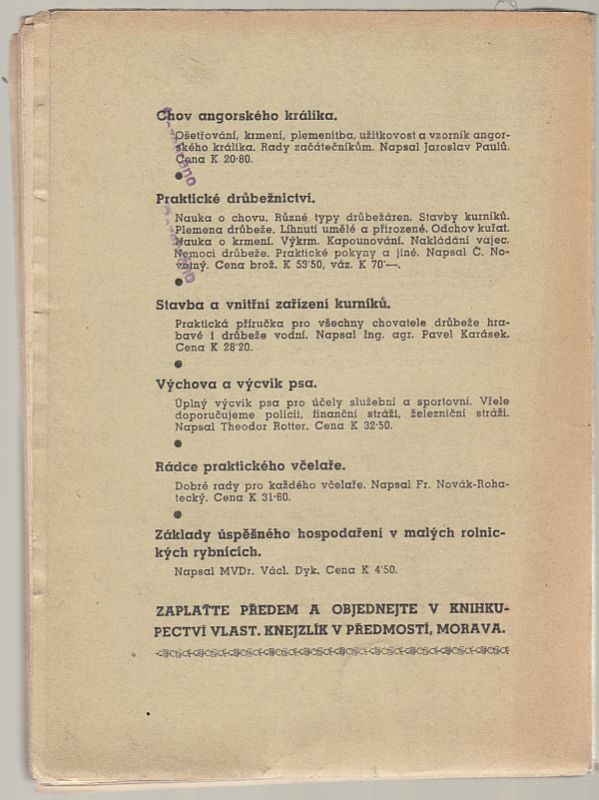 Chov angorského králíka.
Ošetřování, krmení, plemenitba, užitkovost a vzorník angor-
ského králíka. Rady začátečníkům. Napsal Jaroslav Paulů.
Cena K 20·80.
Praktické drůbežnictví.
Nauka o chovu. Různé typy drůbežáren. Stavby kurníků.
Plemena drůbeže. Líhnutí umělé a přirozené. Odchov kuřat.
Nauka o krmení. Výkrm. Kapounování. Nakládání vajec.
Nemoci drůbeže. Praktické pokyny a jiné. Napsal Č. No-
votný. Cena brož. K 53·50, váz. K 70·—.
Stavba a vnitřní zařízení kurníků.
Praktická příručka pro všechny chovatele drůbeže hra-
bavé i drůbeže vodní. Napsal Ing. agr. Pavel Karásek.
Cena K 28·20.
Výchova a výcvik psa.
Úplný výcvik psa pro účely služební a sportovní. Vřele
doporučujeme policii, finanční stráži, železniční stráži.
Napsal Theodor Rotter. Cena K 32·50.
Rádce praktického včelaře.
Dobré rady pro každého včelaře. Napsal Fr. Novák-Roha-
tecký. Cena K 31·60.
Základy úspěšného hospodaření v malých rolnic-
kých rybnících.
Napsal MVDr. Václ. Dyk. Cena K 4·50.
ZAPLAŤTE PŘEDEM A OBJEDNEJTE V KNIHKU-
PECTVÍ VLAST. KNEJZLÍK V PŘEDMOSTÍ, MORAVA.